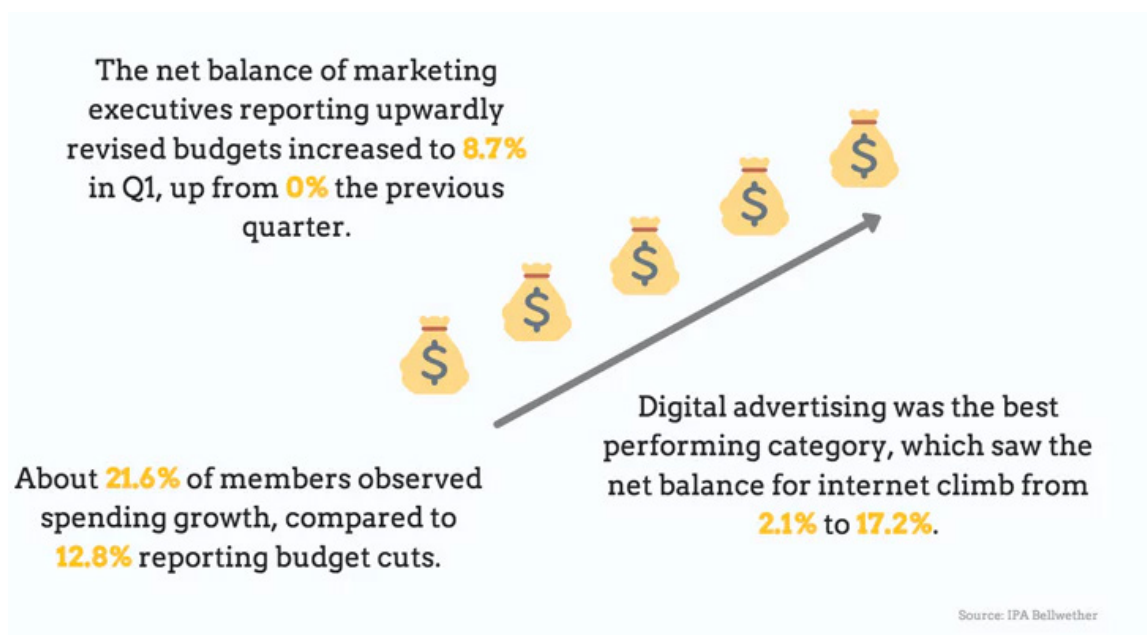 The net balance of marketing
executives reporting upwardly
revised budgets increased to 8.7%
in Q1, up from 0% the previous
quarter.
$
$
$
$
$
About 21.6% of members observed
spending growth, compared to
12.8% reporting budget cuts.
Digital advertising was the best
performing category, which saw the
net balance for internet climb from
2.1% to 17.2%.
Source: IPA Bellwether